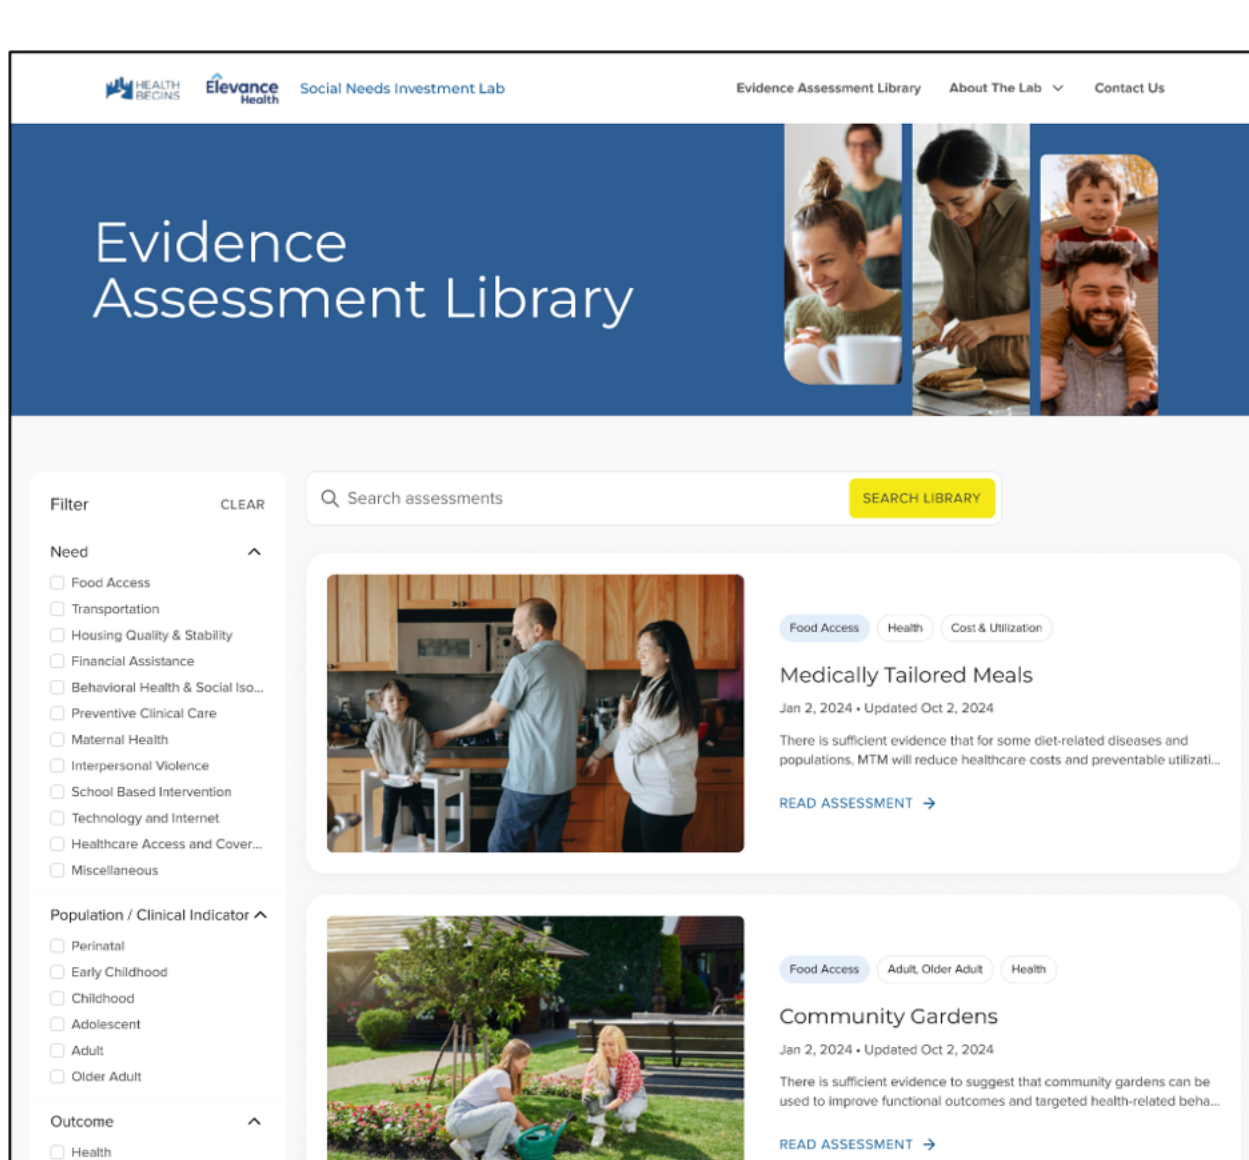 HEALTH
BEGINS
Elevance
Health
Social Needs Investment Lab
Evidence Assessment Library
About The Lab
Contact Us
Evidence
Assessment Library
Filter
CLEAR
Need
Food Access
Transportation
Housing Quality & Stability
Financial Assistance
Behavioral Health & Social Iso...
Preventive Clinical Care
Maternal Health
Interpersonal Violence
School Based Intervention
Technology and Internet
Healthcare Access and Cover...
Miscellaneous
Population / Clinical Indicator
Perinatal
Early Childhood
Childhood
Adolescent
Adult
Older Adult
Outcome
Health
Search assessments
SEARCH LIBRARY
Food Access
Health
Cost & Utilization
Medically Tailored Meals
Jan 2, 2024 • Updated Oct 2, 2024
There is sufficient evidence that for some diet-related diseases and
populations, MTM will reduce healthcare costs and preventable utilizati...
READ ASSESSMENT →
Food Access
Adult, Older Adult
Health
Community Gardens
Jan 2, 2024 • Updated Oct 2, 2024
There is sufficient evidence to suggest that community gardens can be
used to improve functional outcomes and targeted health-related beha...
READ ASSESSMENT →